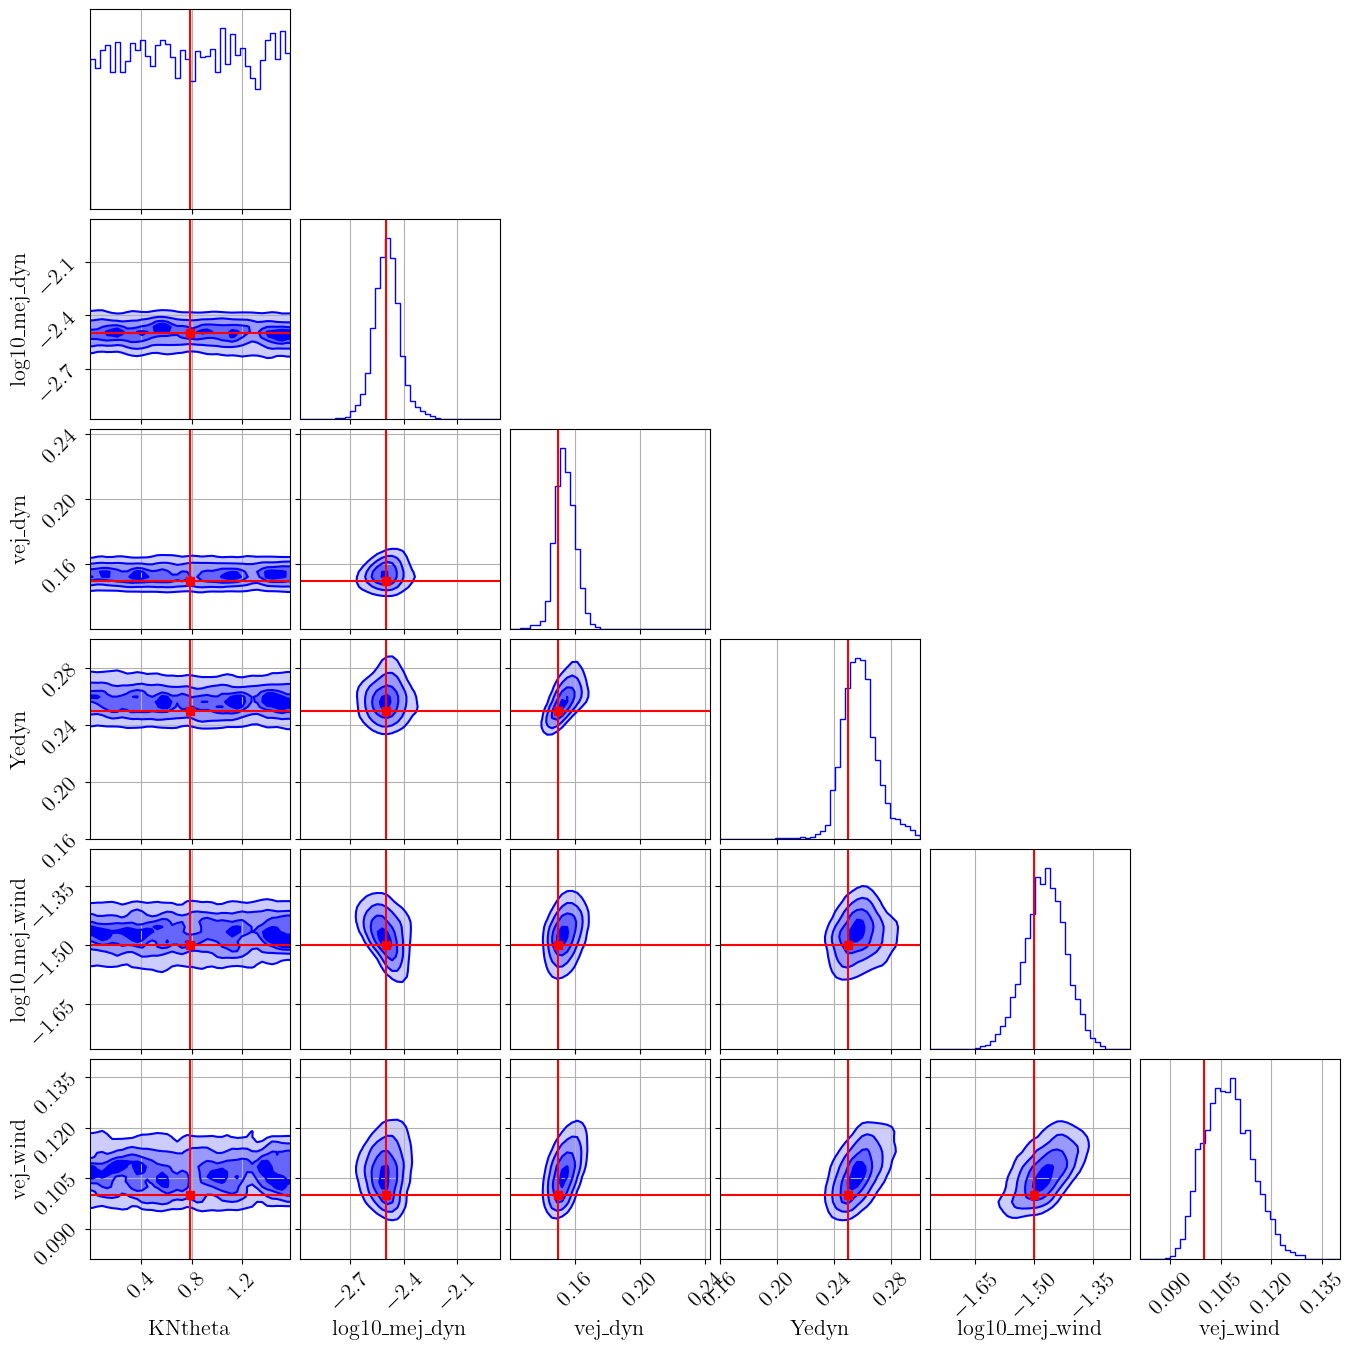 log10_mej_dyn
−2.1
−2.4
−2.7
vej_dyn
0.24
0.20
0.16
Yedyn
0.28
0.24
0.20
0.16
log10_mej_wind
−1.35
−1.50
−1.65
vej_wind
0.135
0.120
0.105
0.090
0.4 0.8 1.2
−2.7 −2.4 −2.1
0.16 0.20 0.24
0.16 0.20 0.24 0.28
−1.65 −1.50 −1.35
0.090 0.105 0.120 0.135
KNtheta log10_mej_dyn vej_dyn Yedyn log10_mej_wind vej_wind